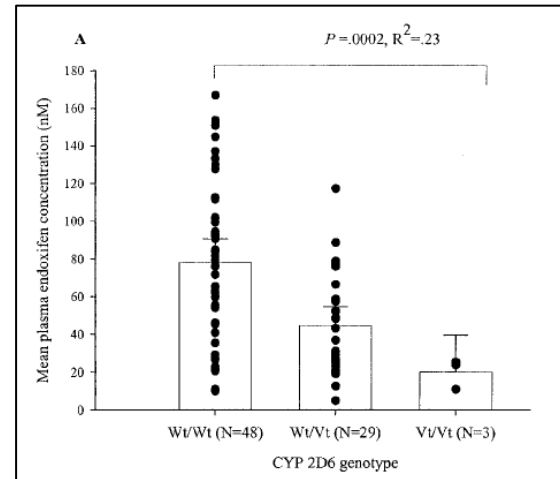 A
P =.0002, R2=.23
Mean plasma endoxifen concentration (nM)
180
160
140
120
100
80
60
40
20
0
Wt/Wt (N=48) Wt/Vt (N=29) Vt/Vt (N=3)
CYP 2D6 genotype